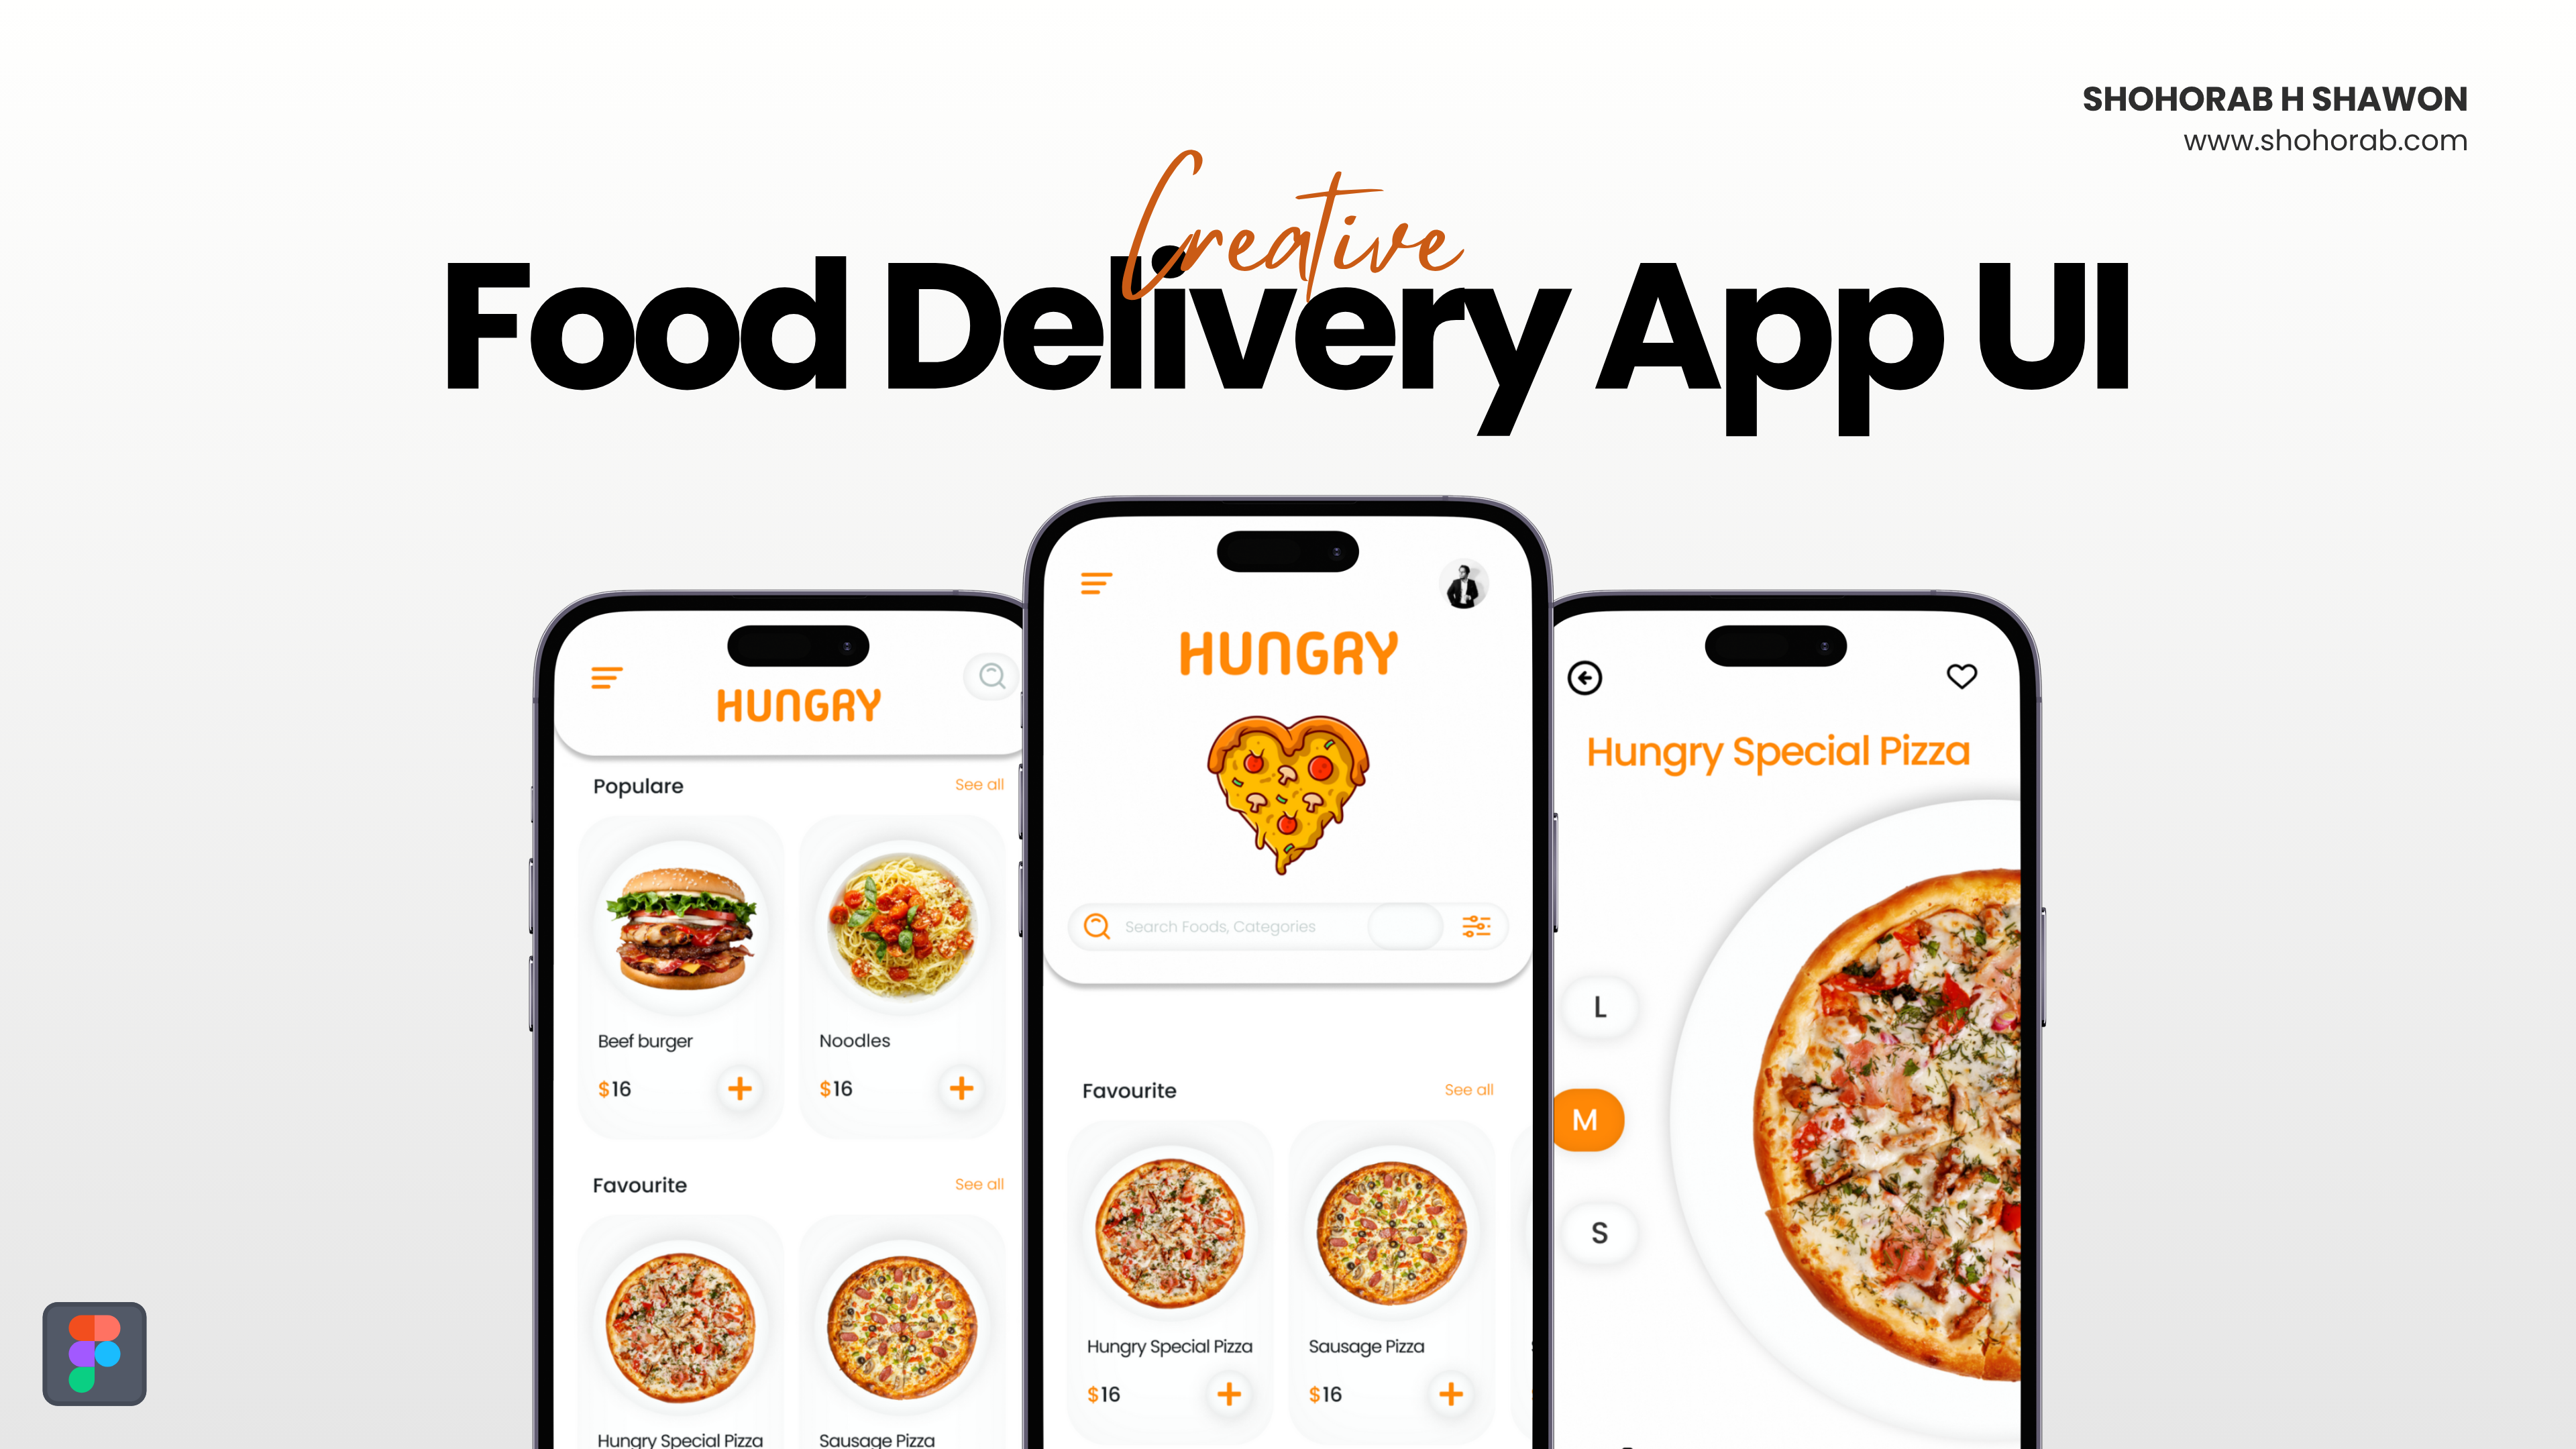 SHOHORAB H SHAWON
www.shohorab.com
Creative
Food Delivery App UI
HUNGRY
Populare
See all
Beef burger
Noodles
$16
$16
Favourite
See all
Hungry Special Pizza
Sausage Pizza
HUNGRY
Search Foods, Categories
Favourite
See all
Hungry Special Pizza
Sausage Pizza
$16
$16
Hungry Special Pizza
L
M
S